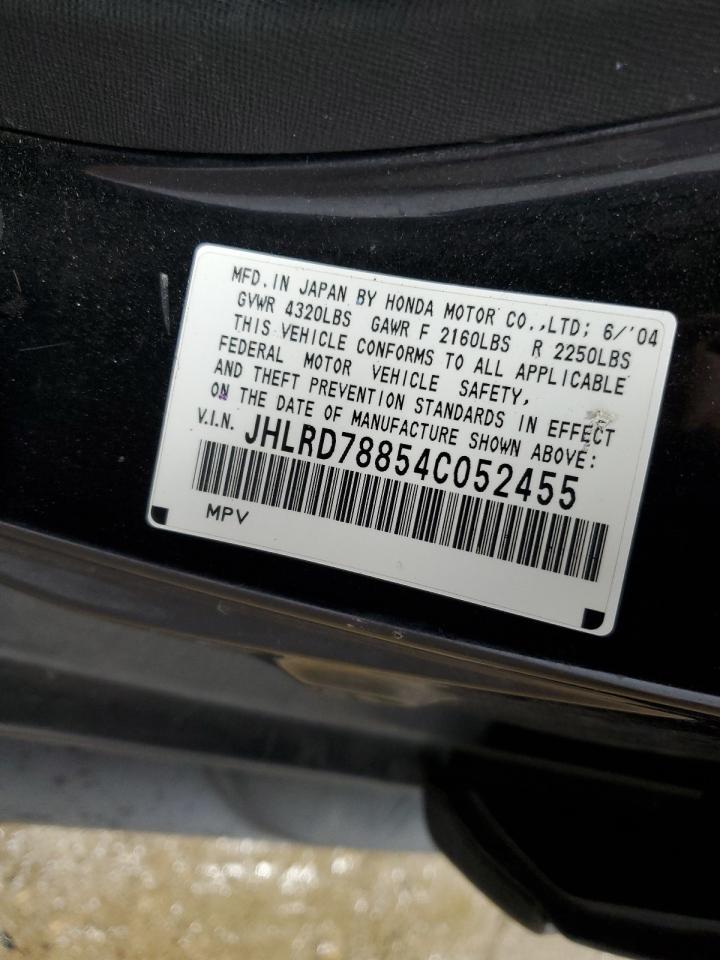 MFD. IN JAPAN BY HONDA MOTOR CO.,LTD; 6/'04
GVWR 4320LBS GAWR F 2160LBS R 2250LBS
THIS VEHICLE CONFORMS TO ALL APPLICABLE
FEDERAL MOTOR VEHICLE SAFETY,
AND THEFT PREVENTION STANDARDS IN EFFECT
ON THE DATE OF MANUFACTURE SHOWN ABOVE:
V.I.N. JHLRD78854C052455
MPV